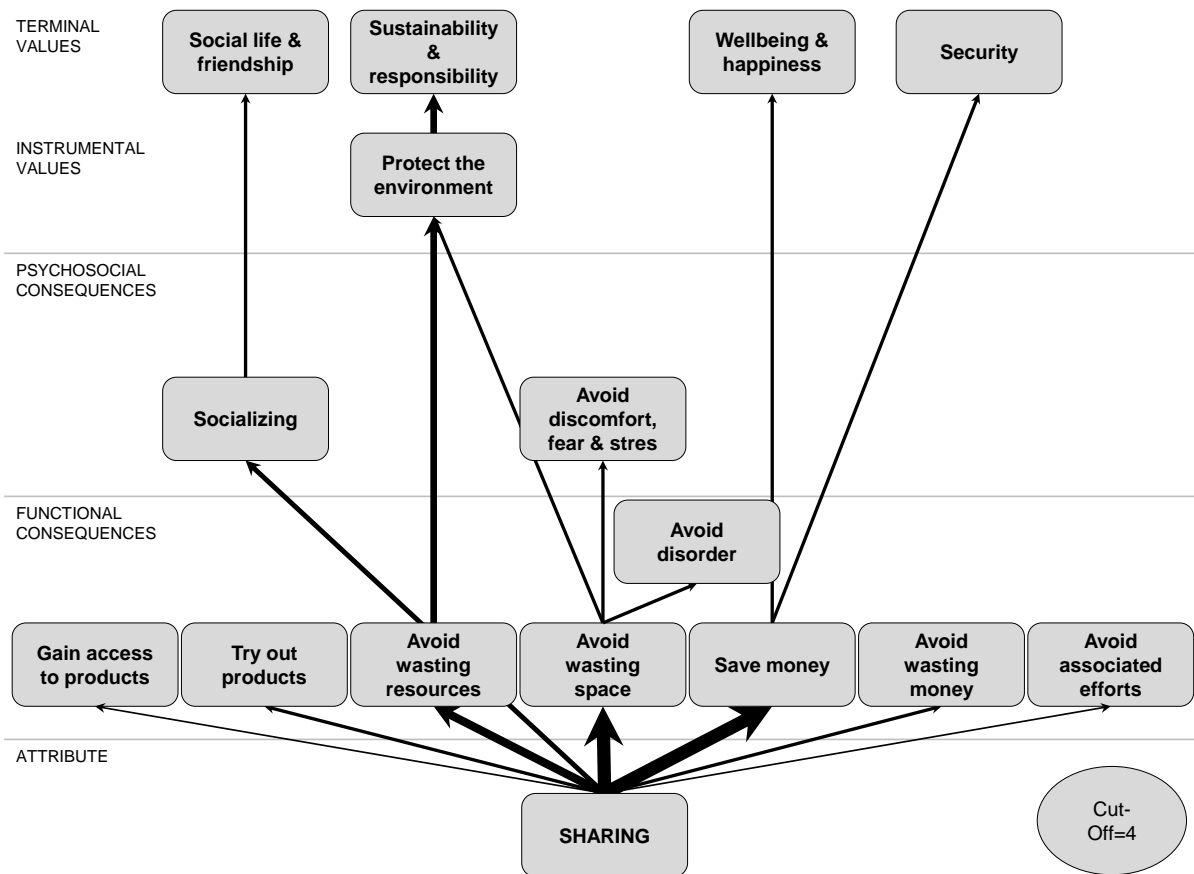 TERMINAL
VALUES
Social life &
friendship
Sustainability
&
responsibility
Wellbeing &
happiness
Security
INSTRUMENTAL
VALUES
Protect the
environment
PSYCHOSOCIAL
CONSEQUENCES
Socializing
Avoid
discomfort,
fear & stres
FUNCTIONAL
CONSEQUENCES
Avoid
disorder
Gain access
to products
Try out
products
Avoid
wasting
resources
Avoid
wasting
space
Save money
Avoid
wasting
money
Avoid
associated
efforts
ATTRIBUTE
SHARING
Cut-
Off=4